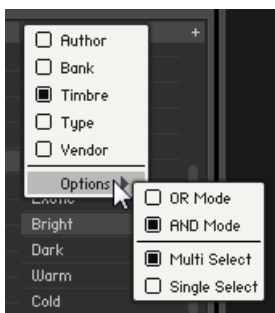 +
Author
Bank
Timbre
Type
Vendor
Options
OR Mode
AND Mode
Multi Select
Single Select
Exotic
Bright
Dark
Warm
Cold